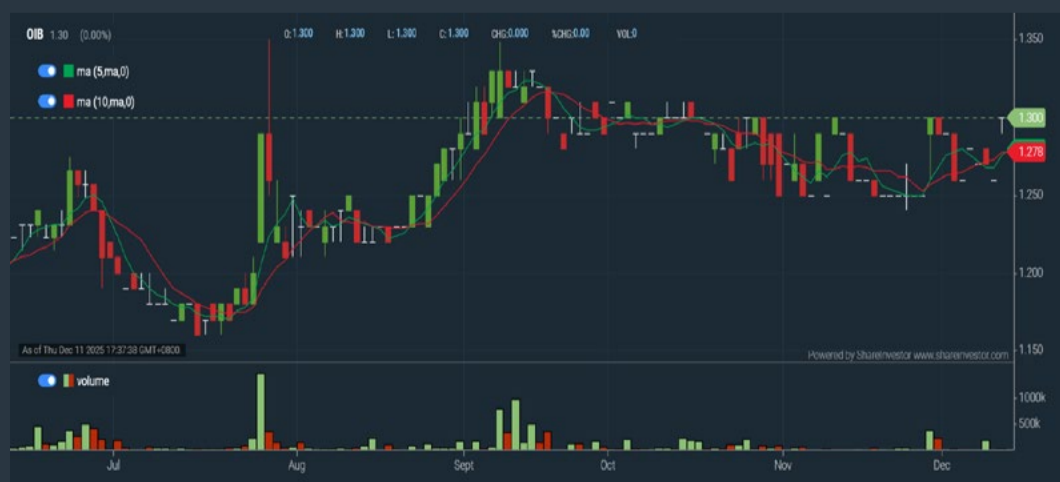 OIB 1.30 (0.00%) O:1.300 H:1.300 L:1.300 C:1.300 CHG:0.000 %CHG:0.00 VOL:0
ma (5,ma,0)
ma (10,ma,0)
1.350
1.300
1.278
1.250
1.200
1.150
As of Thu Dec 11 2025 17:37:38 GMT+0800
Powered by ShareInvestor www.shareinvestor.com
volume
1000k
500k
Jul Aug Sept Oct Nov Dec